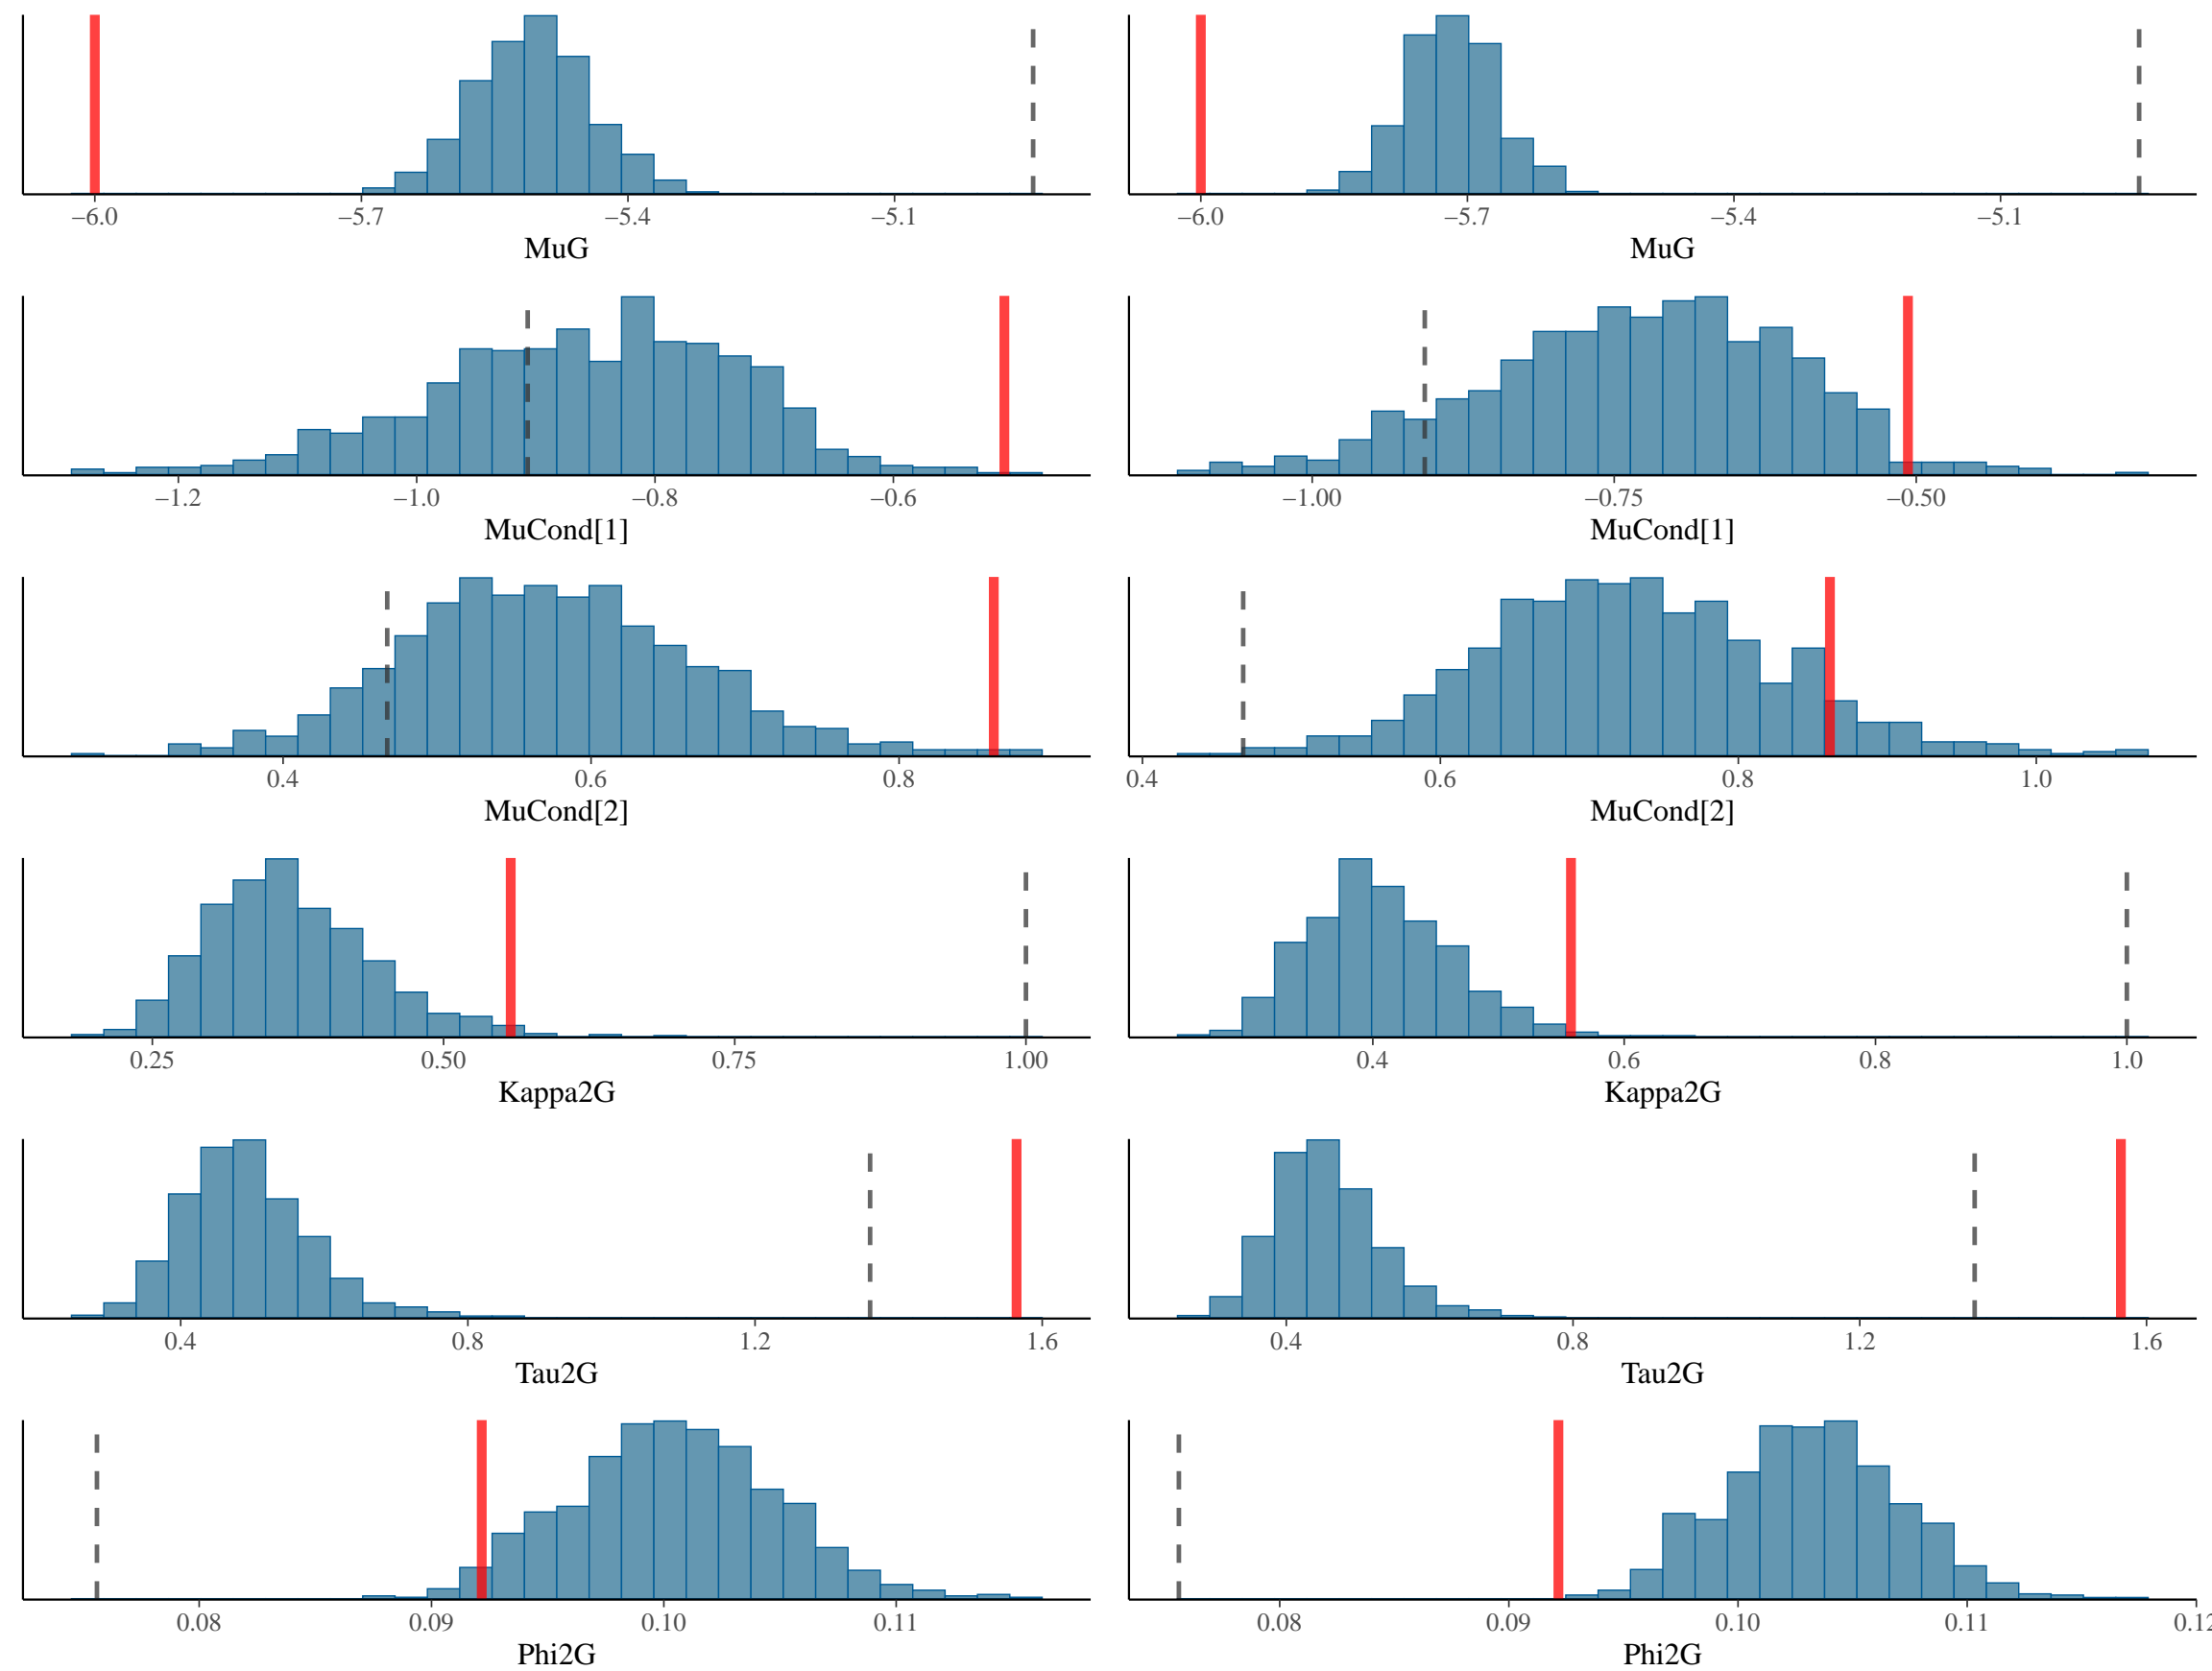 −6.0 −5.7 −5.4 −5.1 −6.0 −5.7 −5.4 −5.1
MuG MuG
−1.2 −1.0 −0.8 −0.6 −1.00 −0.75 −0.50
MuCond[1] MuCond[1]
0.4 0.6 0.8 0.4 0.6 0.8 1.0
MuCond[2] MuCond[2]
0.25 0.50 0.75 1.00 0.4 0.6 0.8 1.0
Kappa2G Kappa2G
0.4 0.8 1.2 1.6 0.4 0.8 1.2 1.6
Tau2G Tau2G
0.08 0.09 0.10 0.11 0.08 0.09 0.10 0.11 0.12
Phi2G Phi2G